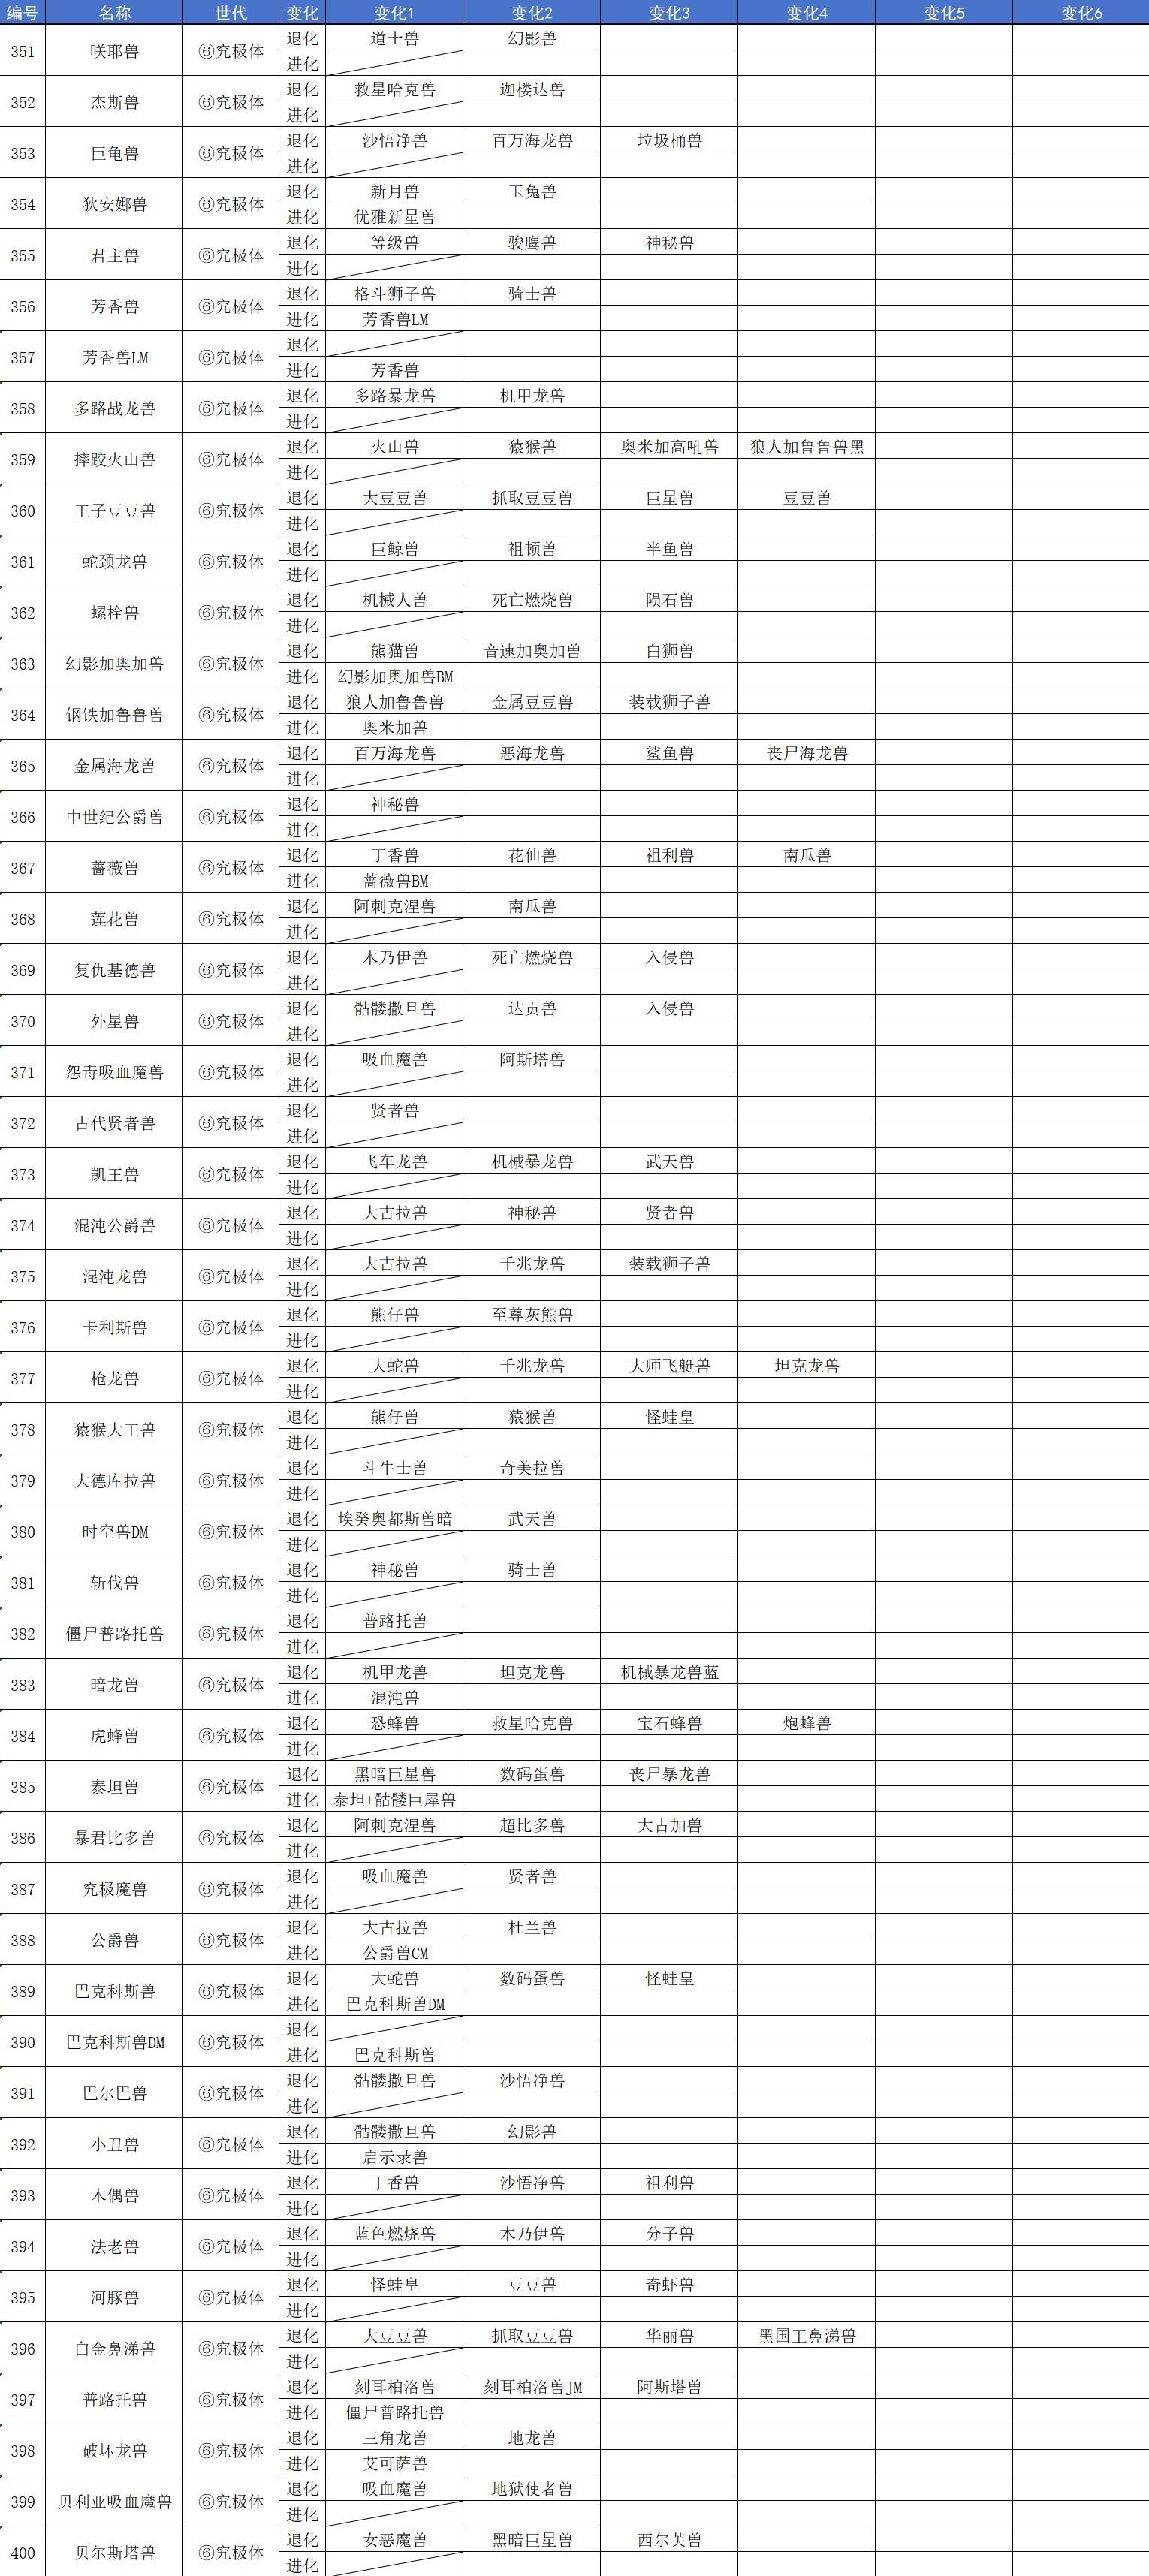 编号 名称 世代 变化 变化1 变化2 变化3 变化4 变化5 变化6
351 咲耶兽 ⑥究极体 退化 道士兽 幻影兽
进化
352 杰斯兽 ⑥究极体 退化 救星哈克兽 迦楼达兽
进化
353 巨龟兽 ⑥究极体 退化 沙悟净兽 百万海龙兽 垃圾桶兽
进化
354 狄安娜兽 ⑥究极体 退化 新月兽 玉兔兽
进化 优雅新星兽
355 君主兽 ⑥究极体 退化 等级兽 骏鹰兽 神秘兽
进化
356 芳香兽 ⑥究极体 退化 格斗狮子兽 骑士兽
进化 芳香兽LM
357 芳香兽LM ⑥究极体 退化
进化 芳香兽
358 多路战龙兽 ⑥究极体 退化 多路暴龙兽 机甲龙兽
进化
359 摔跤火山兽 ⑥究极体 退化 火山兽 猿猴兽 奥米加高吼兽 狼人加鲁鲁兽黑
进化
360 王子豆豆兽 ⑥究极体 退化 大豆豆兽 抓取豆豆兽 巨星兽 豆豆兽
进化
361 蛇颈龙兽 ⑥究极体 退化 巨鲸兽 祖顿兽 半鱼兽
进化
362 螺栓兽 ⑥究极体 退化 机械人兽 死亡燃烧兽 陨石兽
进化
363 幻影加奥加兽 ⑥究极体 退化 熊猫兽 音速加奥加兽 白狮兽
进化 幻影加奥加兽BM
364 钢铁加鲁鲁兽 ⑥究极体 退化 狼人加鲁鲁兽 金属豆豆兽 装载狮子兽
进化 奥米加兽
365 金属海龙兽 ⑥究极体 退化 百万海龙兽 恶海龙兽 鲨鱼兽 丧尸海龙兽
进化
366 中世纪公爵兽 ⑥究极体 退化 神秘兽
进化
367 蔷薇兽 ⑥究极体 退化 丁香兽 花仙兽 祖利兽 南瓜兽
进化 蔷薇兽BM
368 莲花兽 ⑥究极体 退化 阿刺克涅兽 南瓜兽
进化
369 复仇基德兽 ⑥究极体 退化 木乃伊兽 死亡燃烧兽 入侵兽
进化
370 外星兽 ⑥究极体 退化 骷髅撒旦兽 达贡兽 入侵兽
进化
371 怨毒吸血魔兽 ⑥究极体 退化 吸血魔兽 阿斯塔兽
进化
372 古代贤者兽 ⑥究极体 退化 贤者兽
进化
373 凯王兽 ⑥究极体 退化 飞车龙兽 机械暴龙兽 武天兽
进化
374 混沌公爵兽 ⑥究极体 退化 大古拉兽 神秘兽 贤者兽
进化
375 混沌龙兽 ⑥究极体 退化 大古拉兽 千兆龙兽 装载狮子兽
进化
376 卡利斯兽 ⑥究极体 退化 熊仔兽 至尊灰熊兽
进化
377 枪龙兽 ⑥究极体 退化 大蛇兽 千兆龙兽 大师飞艇兽 坦克龙兽
进化
378 猿猴大王兽 ⑥究极体 退化 熊仔兽 猿猴兽 怪蛙皇
进化
379 大德库拉兽 ⑥究极体 退化 斗牛士兽 奇美拉兽
进化
380 时空兽DM ⑥究极体 退化 埃癸奥都斯兽暗 武天兽
进化
381 斩伐兽 ⑥究极体 退化 神秘兽 骑士兽
进化
382 僵尸普路托兽 ⑥究极体 退化 普路托兽
进化
383 暗龙兽 ⑥究极体 退化 机甲龙兽 坦克龙兽 机械暴龙兽蓝
进化 混沌兽
384 虎蜂兽 ⑥究极体 退化 恐蜂兽 救星哈克兽 宝石蜂兽 炮蜂兽
进化
385 泰坦兽 ⑥究极体 退化 黑暗巨星兽 数码蛋兽 丧尸暴龙兽
进化 泰坦+骷髅巨犀兽
386 暴君比多兽 ⑥究极体 退化 阿刺克涅兽 超比多兽 大古加兽
进化
387 究极魔兽 ⑥究极体 退化 吸血魔兽 贤者兽
进化
388 公爵兽 ⑥究极体 退化 大古拉兽 杜兰兽
进化 公爵兽CM
389 巴克科斯兽 ⑥究极体 退化 大蛇兽 数码蛋兽 怪蛙皇
进化 巴克科斯兽DM
390 巴克科斯兽DM ⑥究极体 退化
进化 巴克科斯兽
391 巴尔巴兽 ⑥究极体 退化 骷髅撒旦兽 沙悟净兽
进化
392 小丑兽 ⑥究极体 退化 骷髅撒旦兽 幻影兽
进化 启示录兽
393 木偶兽 ⑥究极体 退化 丁香兽 沙悟净兽 祖利兽
进化
394 法老兽 ⑥究极体 退化 蓝色燃烧兽 木乃伊兽 分子兽
进化
395 河豚兽 ⑥究极体 退化 怪蛙皇 豆豆兽 奇虾兽
进化
396 白金鼻涕兽 ⑥究极体 退化 大豆豆兽 抓取豆豆兽 华丽兽 黑国王鼻涕兽
进化
397 普路托兽 ⑥究极体 退化 刻耳柏洛兽 刻耳柏洛兽JM 阿斯塔兽
进化 僵尸普路托兽
398 破坏龙兽 ⑥究极体 退化 三角龙兽 地龙兽
进化 艾可萨兽
399 贝利亚吸血魔兽 ⑥究极体 退化 吸血魔兽 地狱使者兽
进化
400 贝尔斯塔兽 ⑥究极体 退化 女恶魔兽 黑暗巨星兽 西尔芙兽
进化